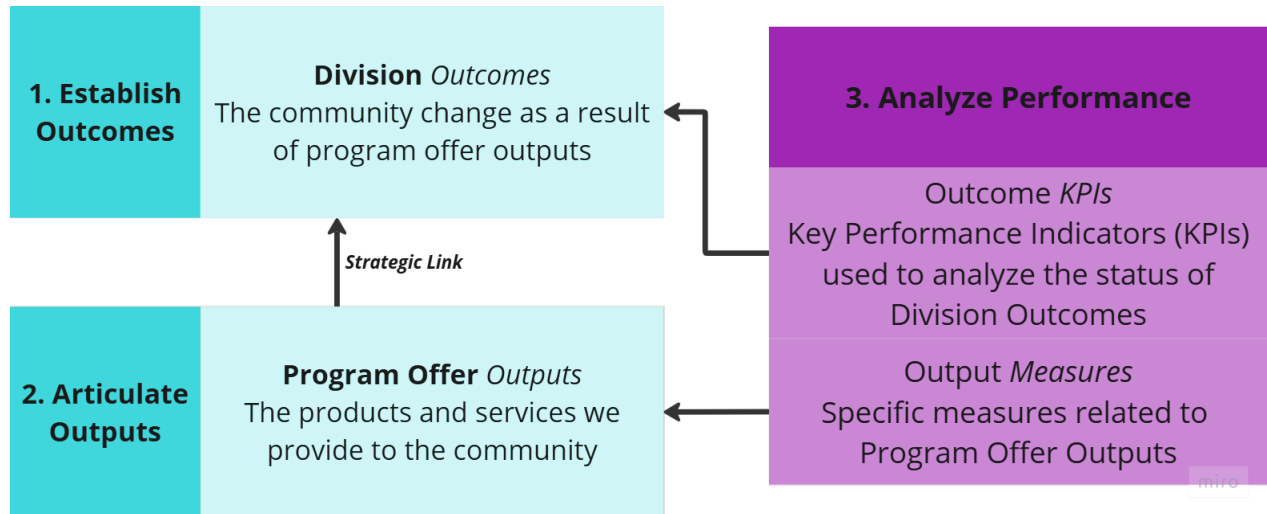 1. Establish
Outcomes
Division Outcomes
The community change as a result
of program offer outputs
Strategic Link
2. Articulate
Outputs
Program Offer Outputs
The products and services we
provide to the community
3. Analyze Performance
Outcome KPIs
Key Performance Indicators (KPIs)
used to analyze the status of
Division Outcomes
Output Measures
Specific measures related to
Program Offer Outputs
miro